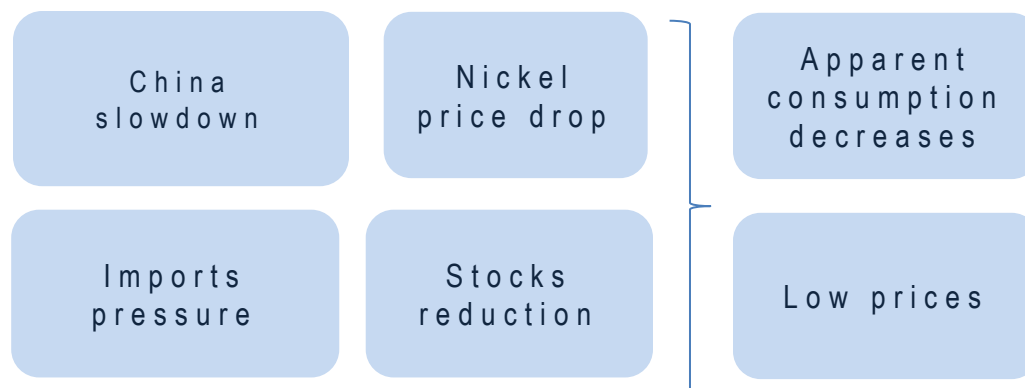 China
slowdown
Nickel
price drop
Apparent
consumption
decreases
Imports
pressure
Stocks
reduction
Low prices